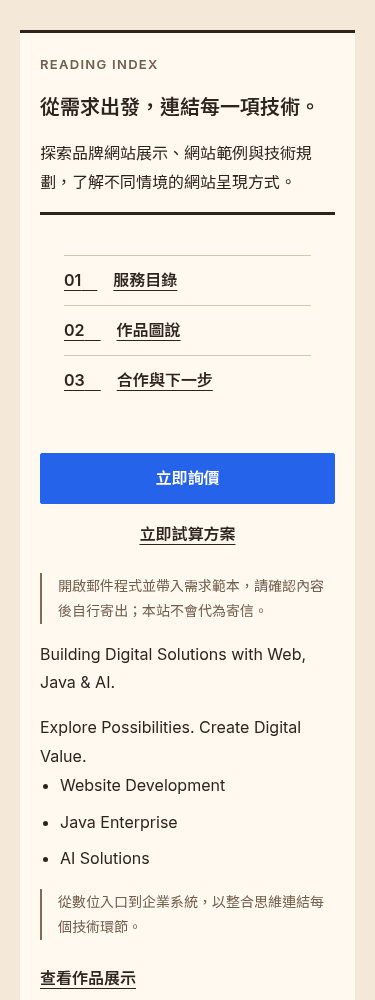 READING INDEX
從需求出發，連結每一項技術。
探索品牌網站展示、網站範例與技術規
劃，了解不同情境的網站呈現方式。
01 服務目錄
02 作品圖說
03 合作與下一步
立即詢價
立即試算方案
開啟郵件程式並帶入需求範本，請確認內容
後自行寄出；本站不會代為寄信。
Building Digital Solutions with Web,
Java & AI.
Explore Possibilities. Create Digital
Value.
• Website Development
• Java Enterprise
• AI Solutions
從數位入口到企業系統，以整合思維連結每
個技術環節。
查看作品展示